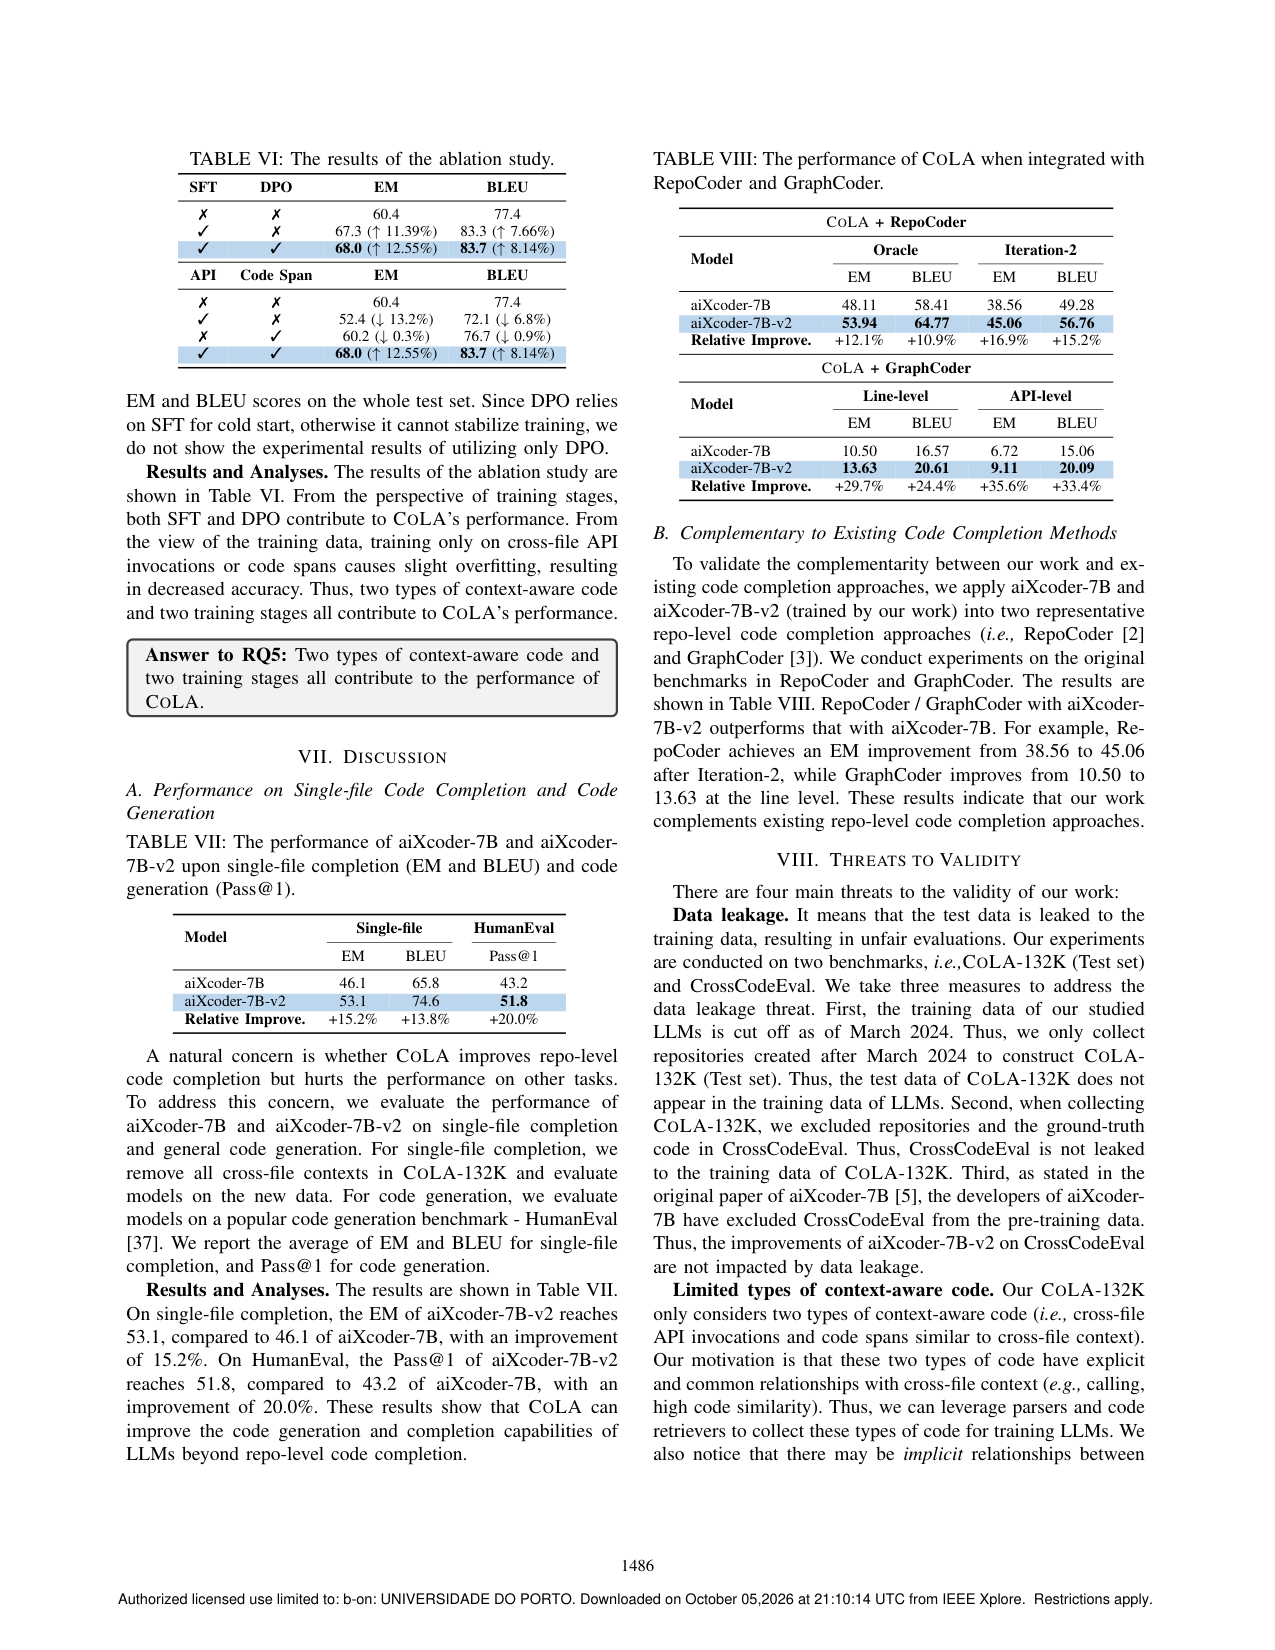 TABLE VI: The results of the ablation study.
SFT DPO EM BLEU
✗ ✗ 60.4 77.4
✓ ✗ 67.3 (↑ 11.39%) 83.3 (↑ 7.66%)
✓ ✓ 68.0 (↑ 12.55%) 83.7 (↑ 8.14%)
API Code Span EM BLEU
✗ ✗ 60.4 77.4
✓ ✗ 52.4 (↓ 13.2%) 72.1 (↓ 6.8%)
✗ ✓ 60.2 (↓ 0.3%) 76.7 (↓ 0.9%)
✓ ✓ 68.0 (↑ 12.55%) 83.7 (↑ 8.14%)
EM and BLEU scores on the whole test set. Since DPO relies
on SFT for cold start, otherwise it cannot stabilize training, we
do not show the experimental results of utilizing only DPO.
Results and Analyses. The results of the ablation study are
shown in Table VI. From the perspective of training stages,
both SFT and DPO contribute to COLA's performance. From
the view of the training data, training only on cross-file API
invocations or code spans causes slight overfitting, resulting
in decreased accuracy. Thus, two types of context-aware code
and two training stages all contribute to COLA's performance.
Answer to RQ5: Two types of context-aware code and
two training stages all contribute to the performance of
COLA.
VII. DISCUSSION
A. Performance on Single-file Code Completion and Code
Generation
TABLE VII: The performance of aiXcoder-7B and aiXcoder-
7B-v2 upon single-file completion (EM and BLEU) and code
generation (Pass@1).
Model Single-file HumanEval
EM BLEU Pass@1
aiXcoder-7B 46.1 65.8 43.2
aiXcoder-7B-v2 53.1 74.6 51.8
Relative Improve. +15.2% +13.8% +20.0%
A natural concern is whether COLA improves repo-level
code completion but hurts the performance on other tasks.
To address this concern, we evaluate the performance of
aiXcoder-7B and aiXcoder-7B-v2 on single-file completion
and general code generation. For single-file completion, we
remove all cross-file contexts in COLA-132K and evaluate
models on the new data. For code generation, we evaluate
models on a popular code generation benchmark - HumanEval
[37]. We report the average of EM and BLEU for single-file
completion, and Pass@1 for code generation.
Results and Analyses. The results are shown in Table VII.
On single-file completion, the EM of aiXcoder-7B-v2 reaches
53.1, compared to 46.1 of aiXcoder-7B, with an improvement
of 15.2%. On HumanEval, the Pass@1 of aiXcoder-7B-v2
reaches 51.8, compared to 43.2 of aiXcoder-7B, with an
improvement of 20.0%. These results show that COLA can
improve the code generation and completion capabilities of
LLMs beyond repo-level code completion.
TABLE VIII: The performance of COLA when integrated with
RepoCoder and GraphCoder.
COLA + RepoCoder
Model Oracle Iteration-2
EM BLEU EM BLEU
aiXcoder-7B 48.11 58.41 38.56 49.28
aiXcoder-7B-v2 53.94 64.77 45.06 56.76
Relative Improve. +12.1% +10.9% +16.9% +15.2%
COLA + GraphCoder
Model Line-level API-level
EM BLEU EM BLEU
aiXcoder-7B 10.50 16.57 6.72 15.06
aiXcoder-7B-v2 13.63 20.61 9.11 20.09
Relative Improve. +29.7% +24.4% +35.6% +33.4%
B. Complementary to Existing Code Completion Methods
To validate the complementarity between our work and ex-
isting code completion approaches, we apply aiXcoder-7B and
aiXcoder-7B-v2 (trained by our work) into two representative
repo-level code completion approaches (i.e., RepoCoder [2]
and GraphCoder [3]). We conduct experiments on the original
benchmarks in RepoCoder and GraphCoder. The results are
shown in Table VIII. RepoCoder / GraphCoder with aiXcoder-
7B-v2 outperforms that with aiXcoder-7B. For example, Re-
poCoder achieves an EM improvement from 38.56 to 45.06
after Iteration-2, while GraphCoder improves from 10.50 to
13.63 at the line level. These results indicate that our work
complements existing repo-level code completion approaches.
VIII. THREATS TO VALIDITY
There are four main threats to the validity of our work:
Data leakage. It means that the test data is leaked to the
training data, resulting in unfair evaluations. Our experiments
are conducted on two benchmarks, i.e.,COLA-132K (Test set)
and CrossCodeEval. We take three measures to address the
data leakage threat. First, the training data of our studied
LLMs is cut off as of March 2024. Thus, we only collect
repositories created after March 2024 to construct COLA-
132K (Test set). Thus, the test data of COLA-132K does not
appear in the training data of LLMs. Second, when collecting
COLA-132K, we excluded repositories and the ground-truth
code in CrossCodeEval. Thus, CrossCodeEval is not leaked
to the training data of COLA-132K. Third, as stated in the
original paper of aiXcoder-7B [5], the developers of aiXcoder-
7B have excluded CrossCodeEval from the pre-training data.
Thus, the improvements of aiXcoder-7B-v2 on CrossCodeEval
are not impacted by data leakage.
Limited types of context-aware code. Our COLA-132K
only considers two types of context-aware code (i.e., cross-file
API invocations and code spans similar to cross-file context).
Our motivation is that these two types of code have explicit
and common relationships with cross-file context (e.g., calling,
high code similarity). Thus, we can leverage parsers and code
retrievers to collect these types of code for training LLMs. We
also notice that there may be implicit relationships between
1486
Authorized licensed use limited to: b-on: UNIVERSIDADE DO PORTO. Downloaded on October 05,2026 at 21:10:14 UTC from IEEE Xplore. Restrictions apply.